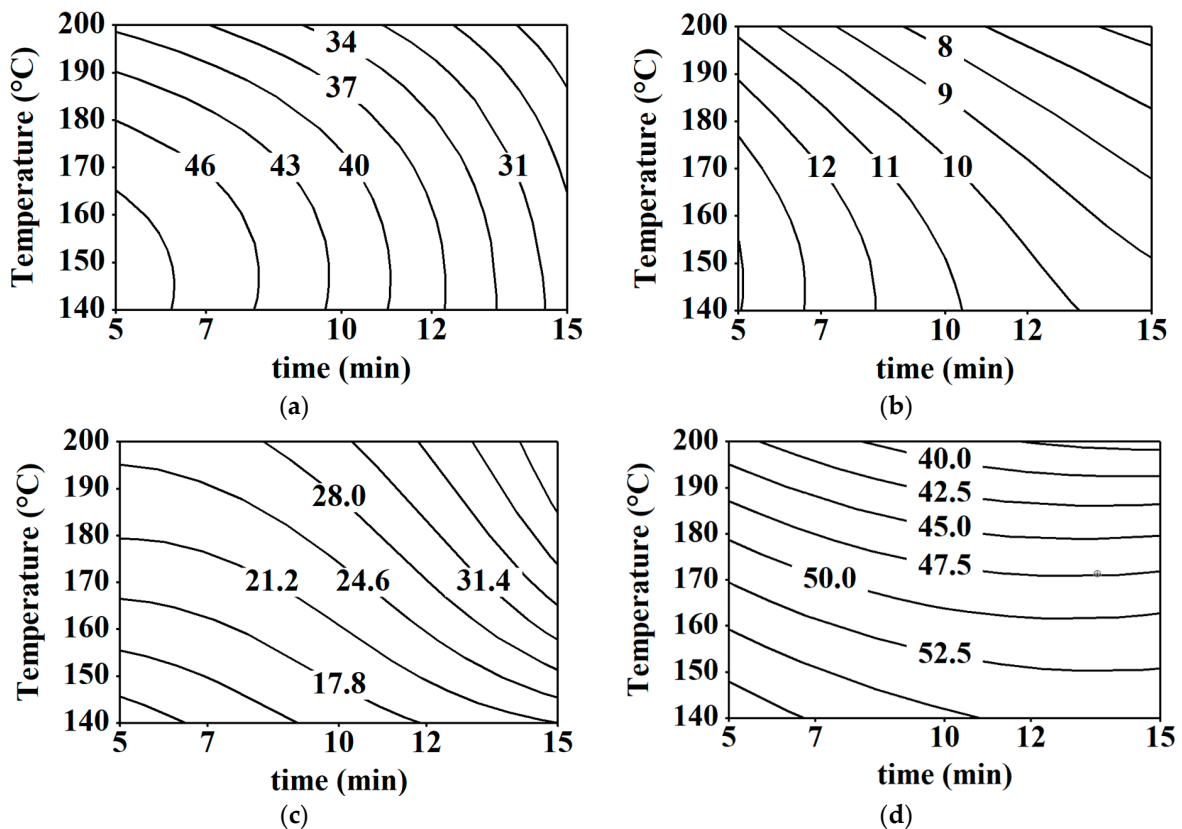 200
190
180
170
160
150
140
Temperature (°C)
34
37
46 43 40 31
5 7 10 12 15
time (min)
(a)
200
190
180
170
160
150
140
Temperature (°C)
8
9
12 11 10
5 7 10 12 15
time (min)
(b)
200
190
180
170
160
150
140
Temperature (°C)
28.0
21.2 24.6 31.4
17.8
5 7 10 12 15
time (min)
(c)
200
190
180
170
160
150
140
Temperature (°C)
40.0
42.5
45.0
47.5
50.0
52.5
5 7 10 12 15
time (min)
(d)